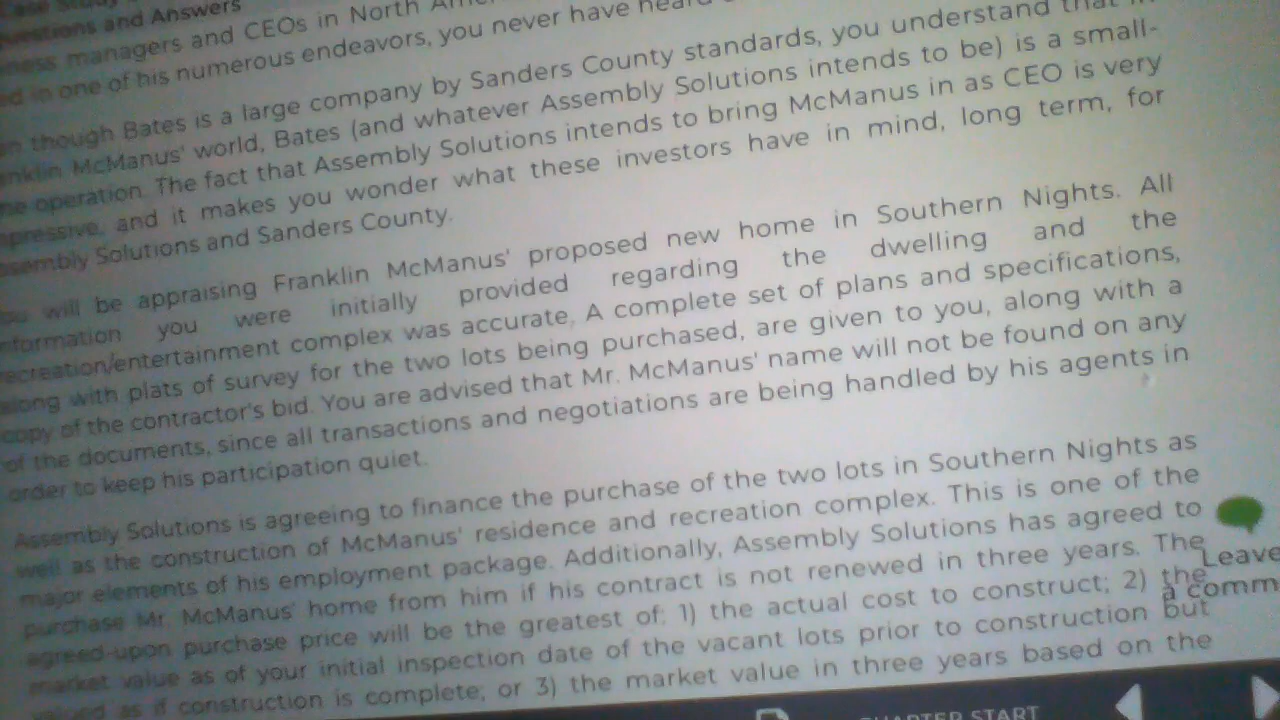 Case Study
Questions and Answers
business managers and CEOs in North
in one of his numerous endeavors, you never have heard
though Bates is a large company by Sanders County standards, you understand that in
Franklin McManus' world, Bates (and whatever Assembly Solutions intends to be) is a small-
operation. The fact that Assembly Solutions intends to bring McManus in as CEO is very
impressive, and it makes you wonder what these investors have in mind, long term, for
Assembly Solutions and Sanders County.
You will be appraising Franklin McManus' proposed new home in Southern Nights. All
information you were initially provided regarding the dwelling and the
recreation/entertainment complex was accurate, A complete set of plans and specifications,
along with plats of survey for the two lots being purchased, are given to you, along with a
copy of the contractor's bid. You are advised that Mr. McManus' name will not be found on any
of the documents, since all transactions and negotiations are being handled by his agents in
order to keep his participation quiet.
Assembly Solutions is agreeing to finance the purchase of the two lots in Southern Nights as
well as the construction of McManus' residence and recreation complex. This is one of the
major elements of his employment package. Additionally, Assembly Solutions has agreed to
purchase Mr. McManus' home from him if his contract is not renewed in three years. The
agreed-upon purchase price will be the greatest of: 1) the actual cost to construct; 2) the
market value as of your initial inspection date of the vacant lots prior to construction but
valued as if construction is complete; or 3) the market value in three years based on the
Leave
a comm
CHAPTER START